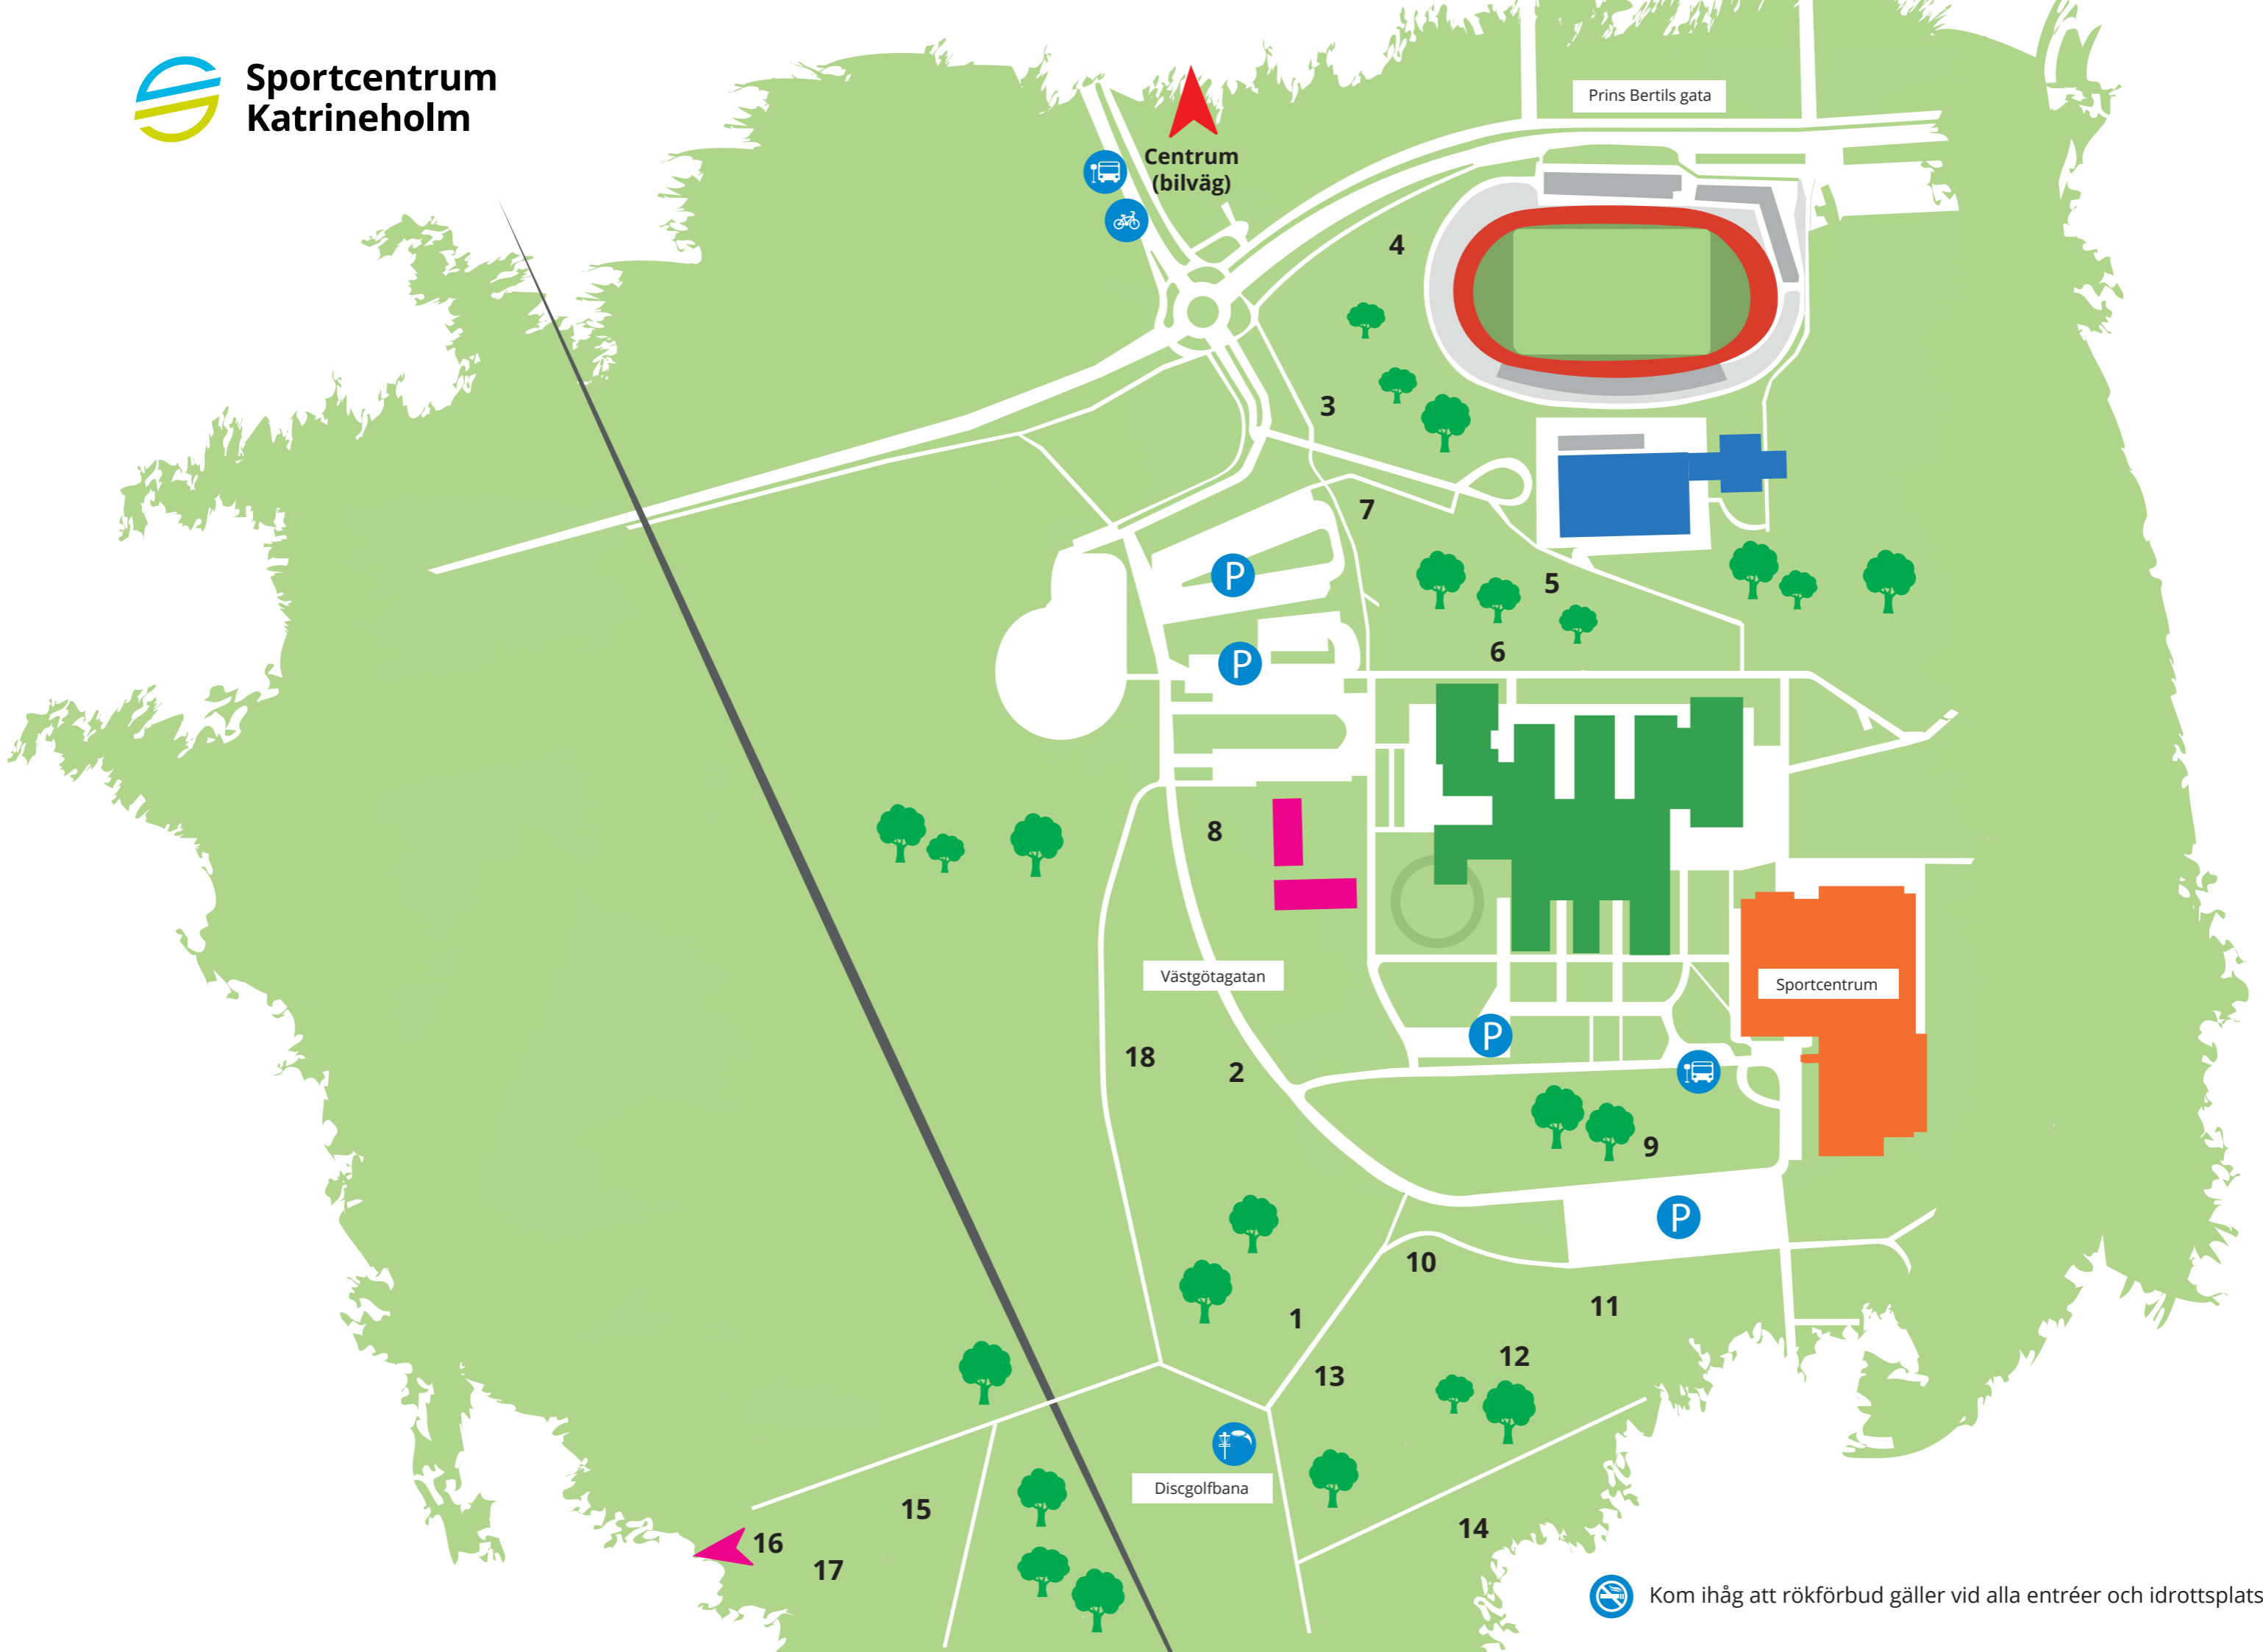 Sportcentrum
Katrineholm
Prins Bertils gata
Centrum
(bilväg)
4
3
7
P
5
6
P
8
Västgötagatan
Sportcentrum
P
18
2
9
P
10
11
1
12
13
Discgolfbana
15
14
16
17
Kom ihåg att rökförbud gäller vid alla entréer och idrottsplats